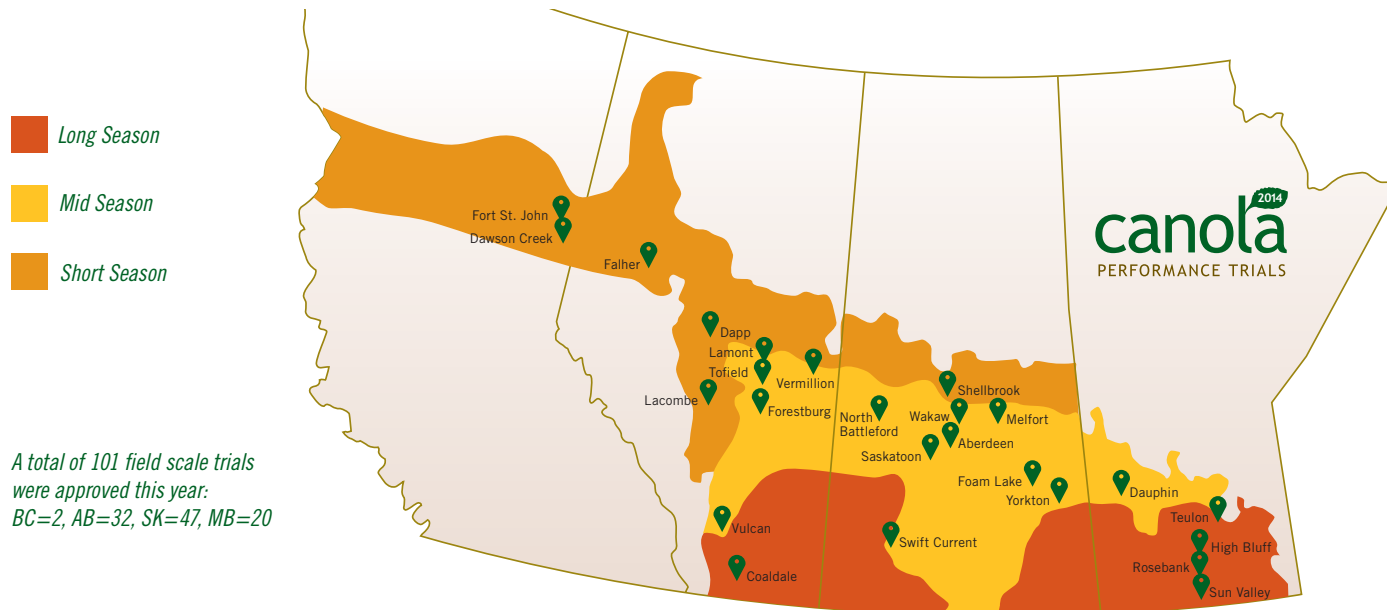 Long Season
Mid Season
Short Season
A total of 101 field scale trials
were approved this year:
BC=2, AB=32, SK=47, MB=20
2014
canola
PERFORMANCE TRIALS
Fort St. John
Dawson Creek
Falher
Dapp
Lamont
Tofield
Vermillion
Lacombe
Forestburg
Shellbrook
North
Battleford
Wakaw
Melfort
Aberdeen
Saskatoon
Foam Lake
Yorkton
Dauphin
Teulon
Vulcan
Swift Current
High Bluff
Rosebank
Coaldale
Sun Valley